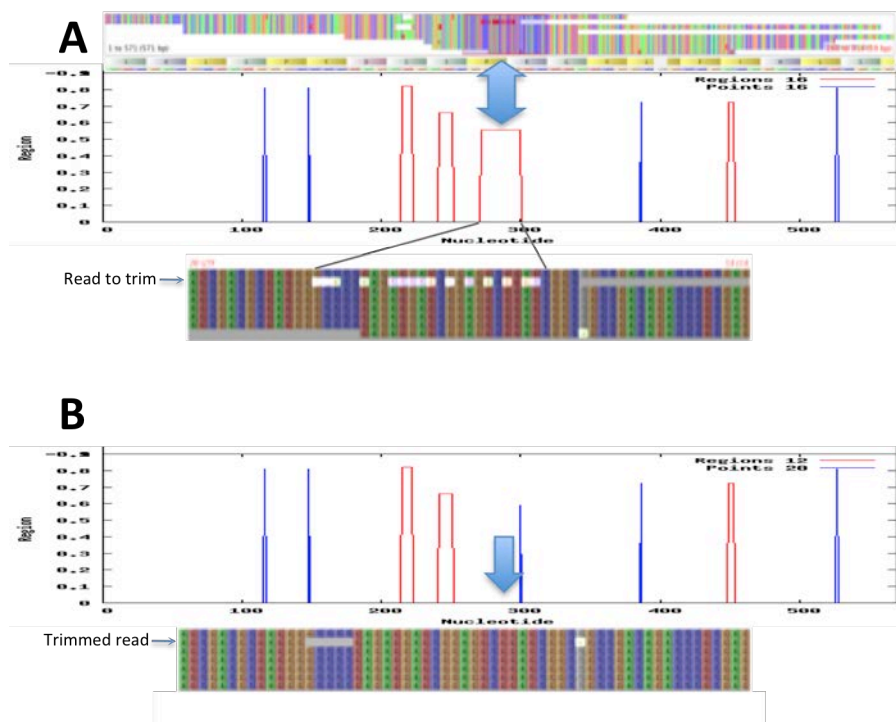 A
1 to 571 (571 bp)
Regions 16
Points 16
0.8
0.7
0.6
0.5
0.4
0.3
0.2
0.1
0
Region
0 100 200 300 400 500
Nucleotide
Read to trim
B
Regions 12
Points 20
0.8
0.7
0.6
0.5
0.4
0.3
0.2
0.1
0
Region
0 100 200 300 400 500
Nucleotide
Trimmed read